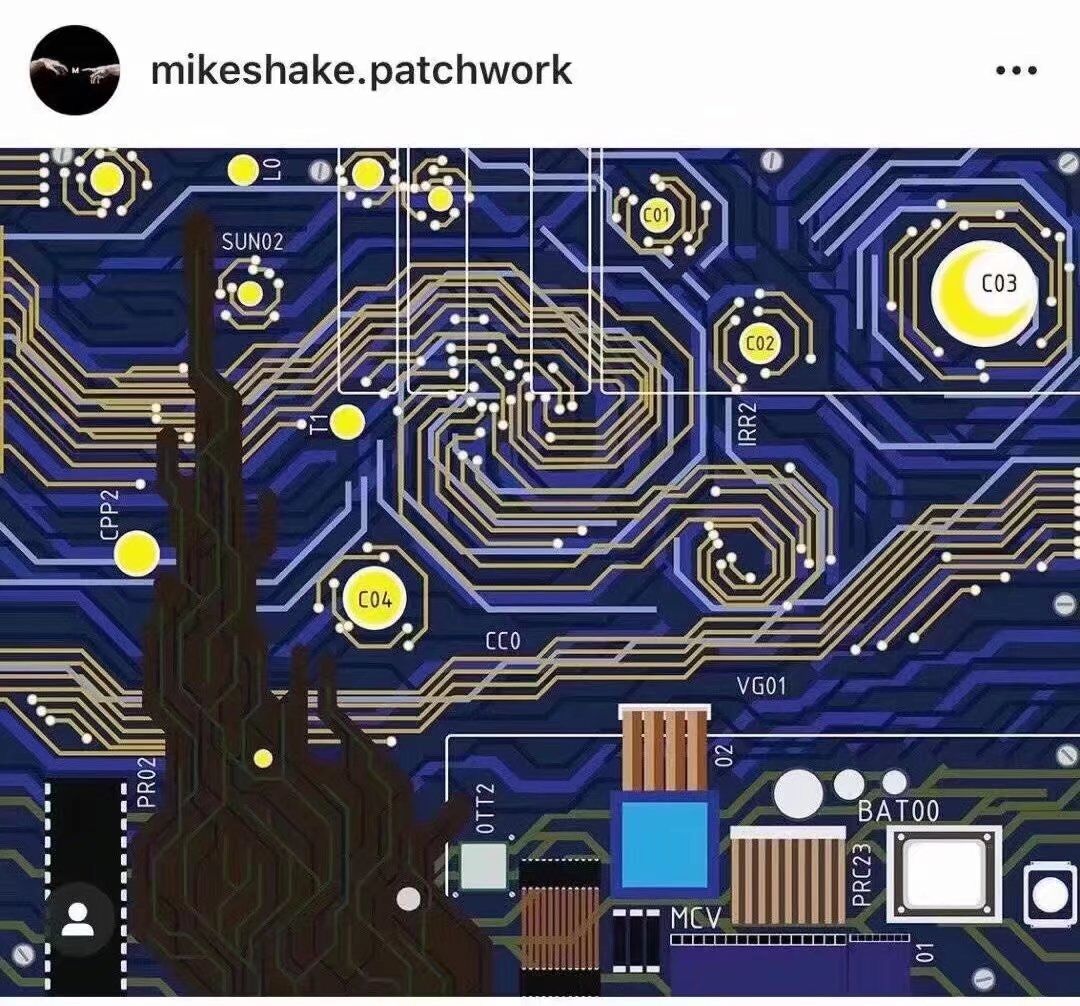 mikeshake.patchwork
L0
C01
SUN02
C03
C02
T1
IRR2
CPP2
C04
CC0
VG01
02
PR02
OTT2
BAT00
PRC23
MCV
01